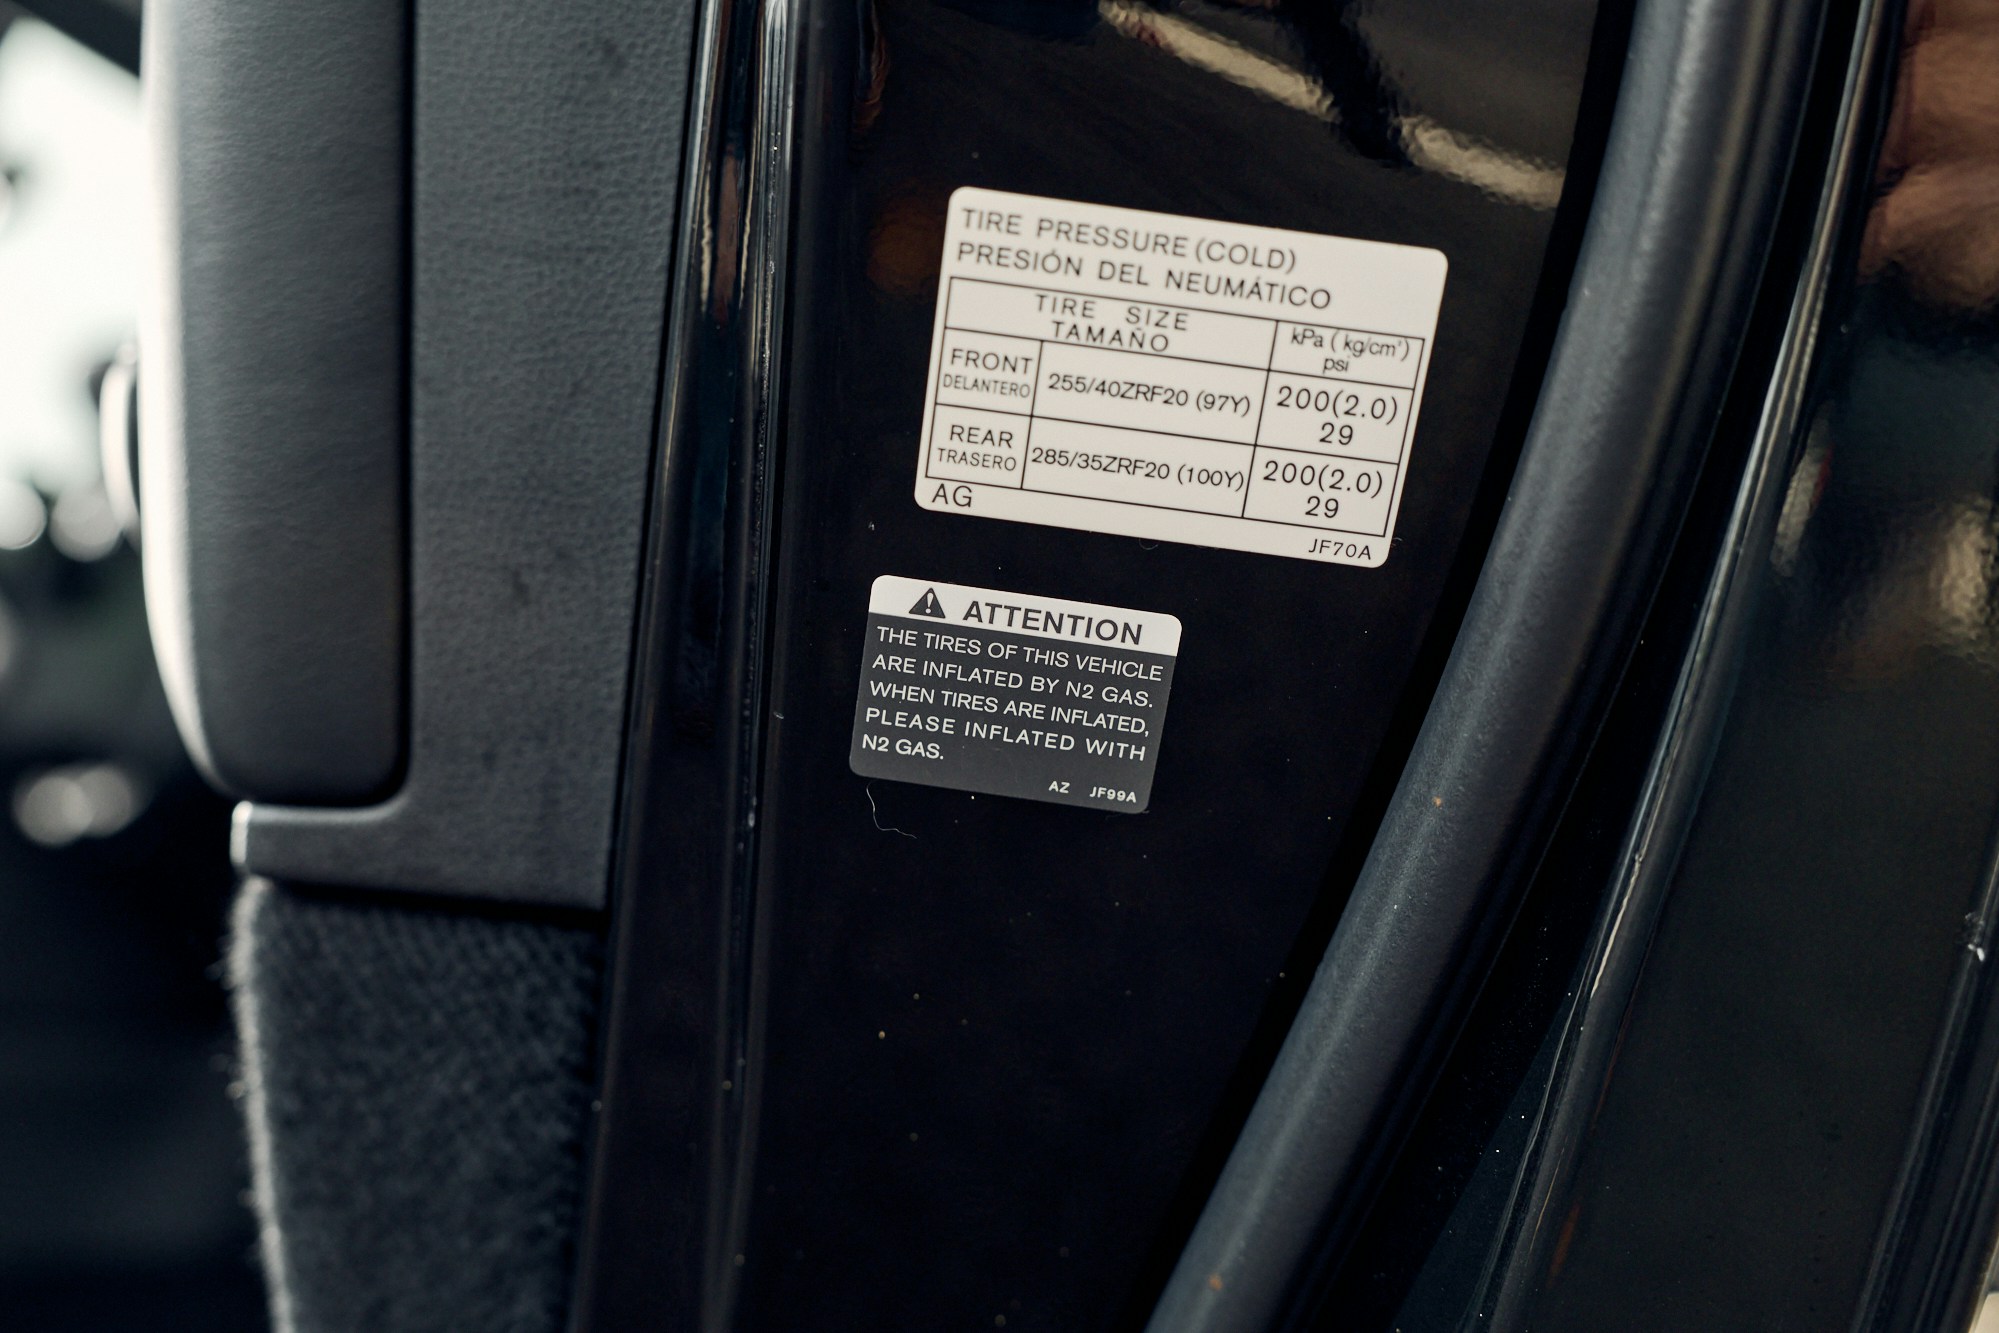 TIRE PRESSURE (COLD)
PRESIÓN DEL NEUMÁTICO
TIRE SIZE
TAMAÑO
kPa (kg/cm²)
psi
FRONT
DELANTERO
255/40ZRF20 (97Y)
200(2.0)
29
REAR
TRASERO
285/35ZRF20 (100Y)
200(2.0)
29
AG
JF70A
ATTENTION
THE TIRES OF THIS VEHICLE
ARE INFLATED BY N2 GAS.
WHEN TIRES ARE INFLATED,
PLEASE INFLATED WITH
N2 GAS.
AZ JF99A